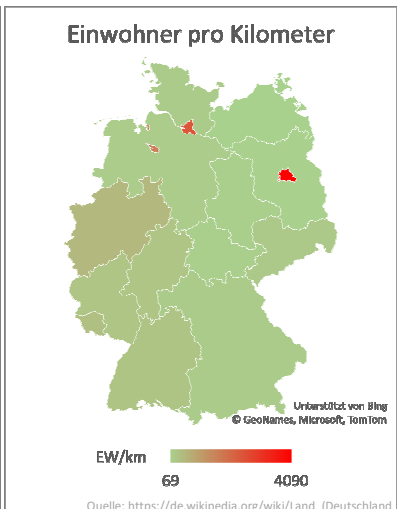 Einwohner pro Kilometer
Unterstützt von Bing
© GeoNames, Microsoft, TomTom
EW/km
69 4090
Quelle: https://de.wikipedia.org/wiki/Land_(Deutschland